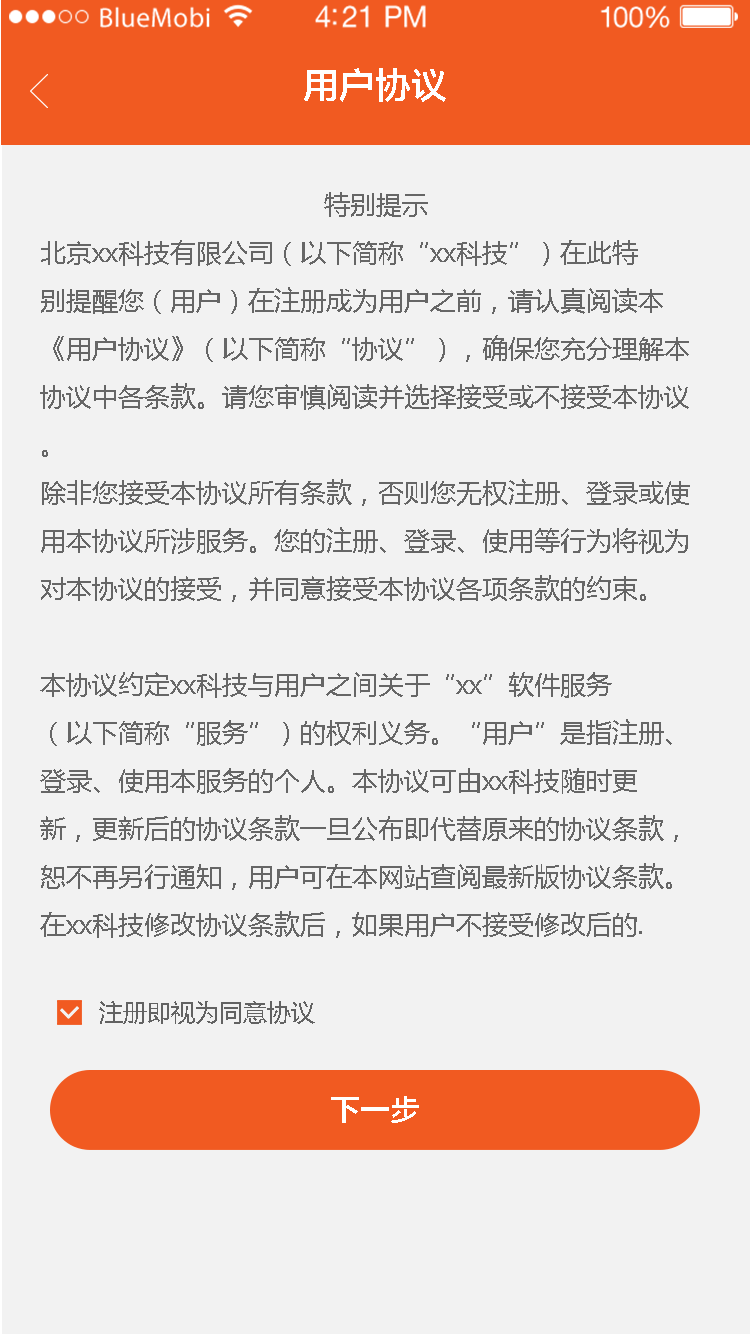 BlueMobi 4:21 PM 100%
用户协议
特别提示
北京xx科技有限公司（以下简称“xx科技”）在此特
别提醒您（用户）在注册成为用户之前，请认真阅读本
《用户协议》（以下简称“协议”），确保您充分理解本
协议中各条款。请您审慎阅读并选择接受或不接受本协议
。
除非您接受本协议所有条款，否则您无权注册、登录或使
用本协议所涉服务。您的注册、登录、使用等行为将视为
对本协议的接受，并同意接受本协议各项条款的约束。
本协议约定xx科技与用户之间关于“xx”软件服务
（以下简称“服务”）的权利义务。“用户”是指注册、
登录、使用本服务的个人。本协议可由xx科技随时更
新，更新后的协议条款一旦公布即代替原来的协议条款，
恕不再另行通知，用户可在本网站查阅最新版协议条款。
在xx科技修改协议条款后，如果用户不接受修改后的.
注册即视为同意协议
下一步